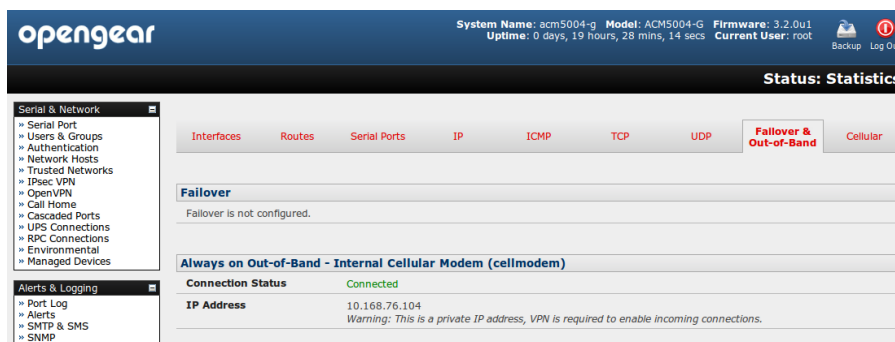 opengear
System Name: acm5004-g Model: ACM5004-G Firmware: 3.2.0u1
Uptime: 0 days, 19 hours, 28 mins, 14 secs Current User: root
Backup Log Ou
Status: Statistics
Serial & Network
» Serial Port
» Users & Groups
» Authentication
» Network Hosts
» Trusted Networks
» IPsec VPN
» OpenVPN
» Call Home
» Cascaded Ports
» UPS Connections
» RPC Connections
» Environmental
» Managed Devices
Alerts & Logging
» Port Log
» Alerts
» SMTP & SMS
» SNMP
Interfaces Routes Serial Ports IP ICMP TCP UDP Failover & Cellular
Out-of-Band
Failover
Failover is not configured.
Always on Out-of-Band - Internal Cellular Modem (cellmodem)
Connection Status Connected
IP Address 10.168.76.104
Warning: This is a private IP address, VPN is required to enable incoming connections.